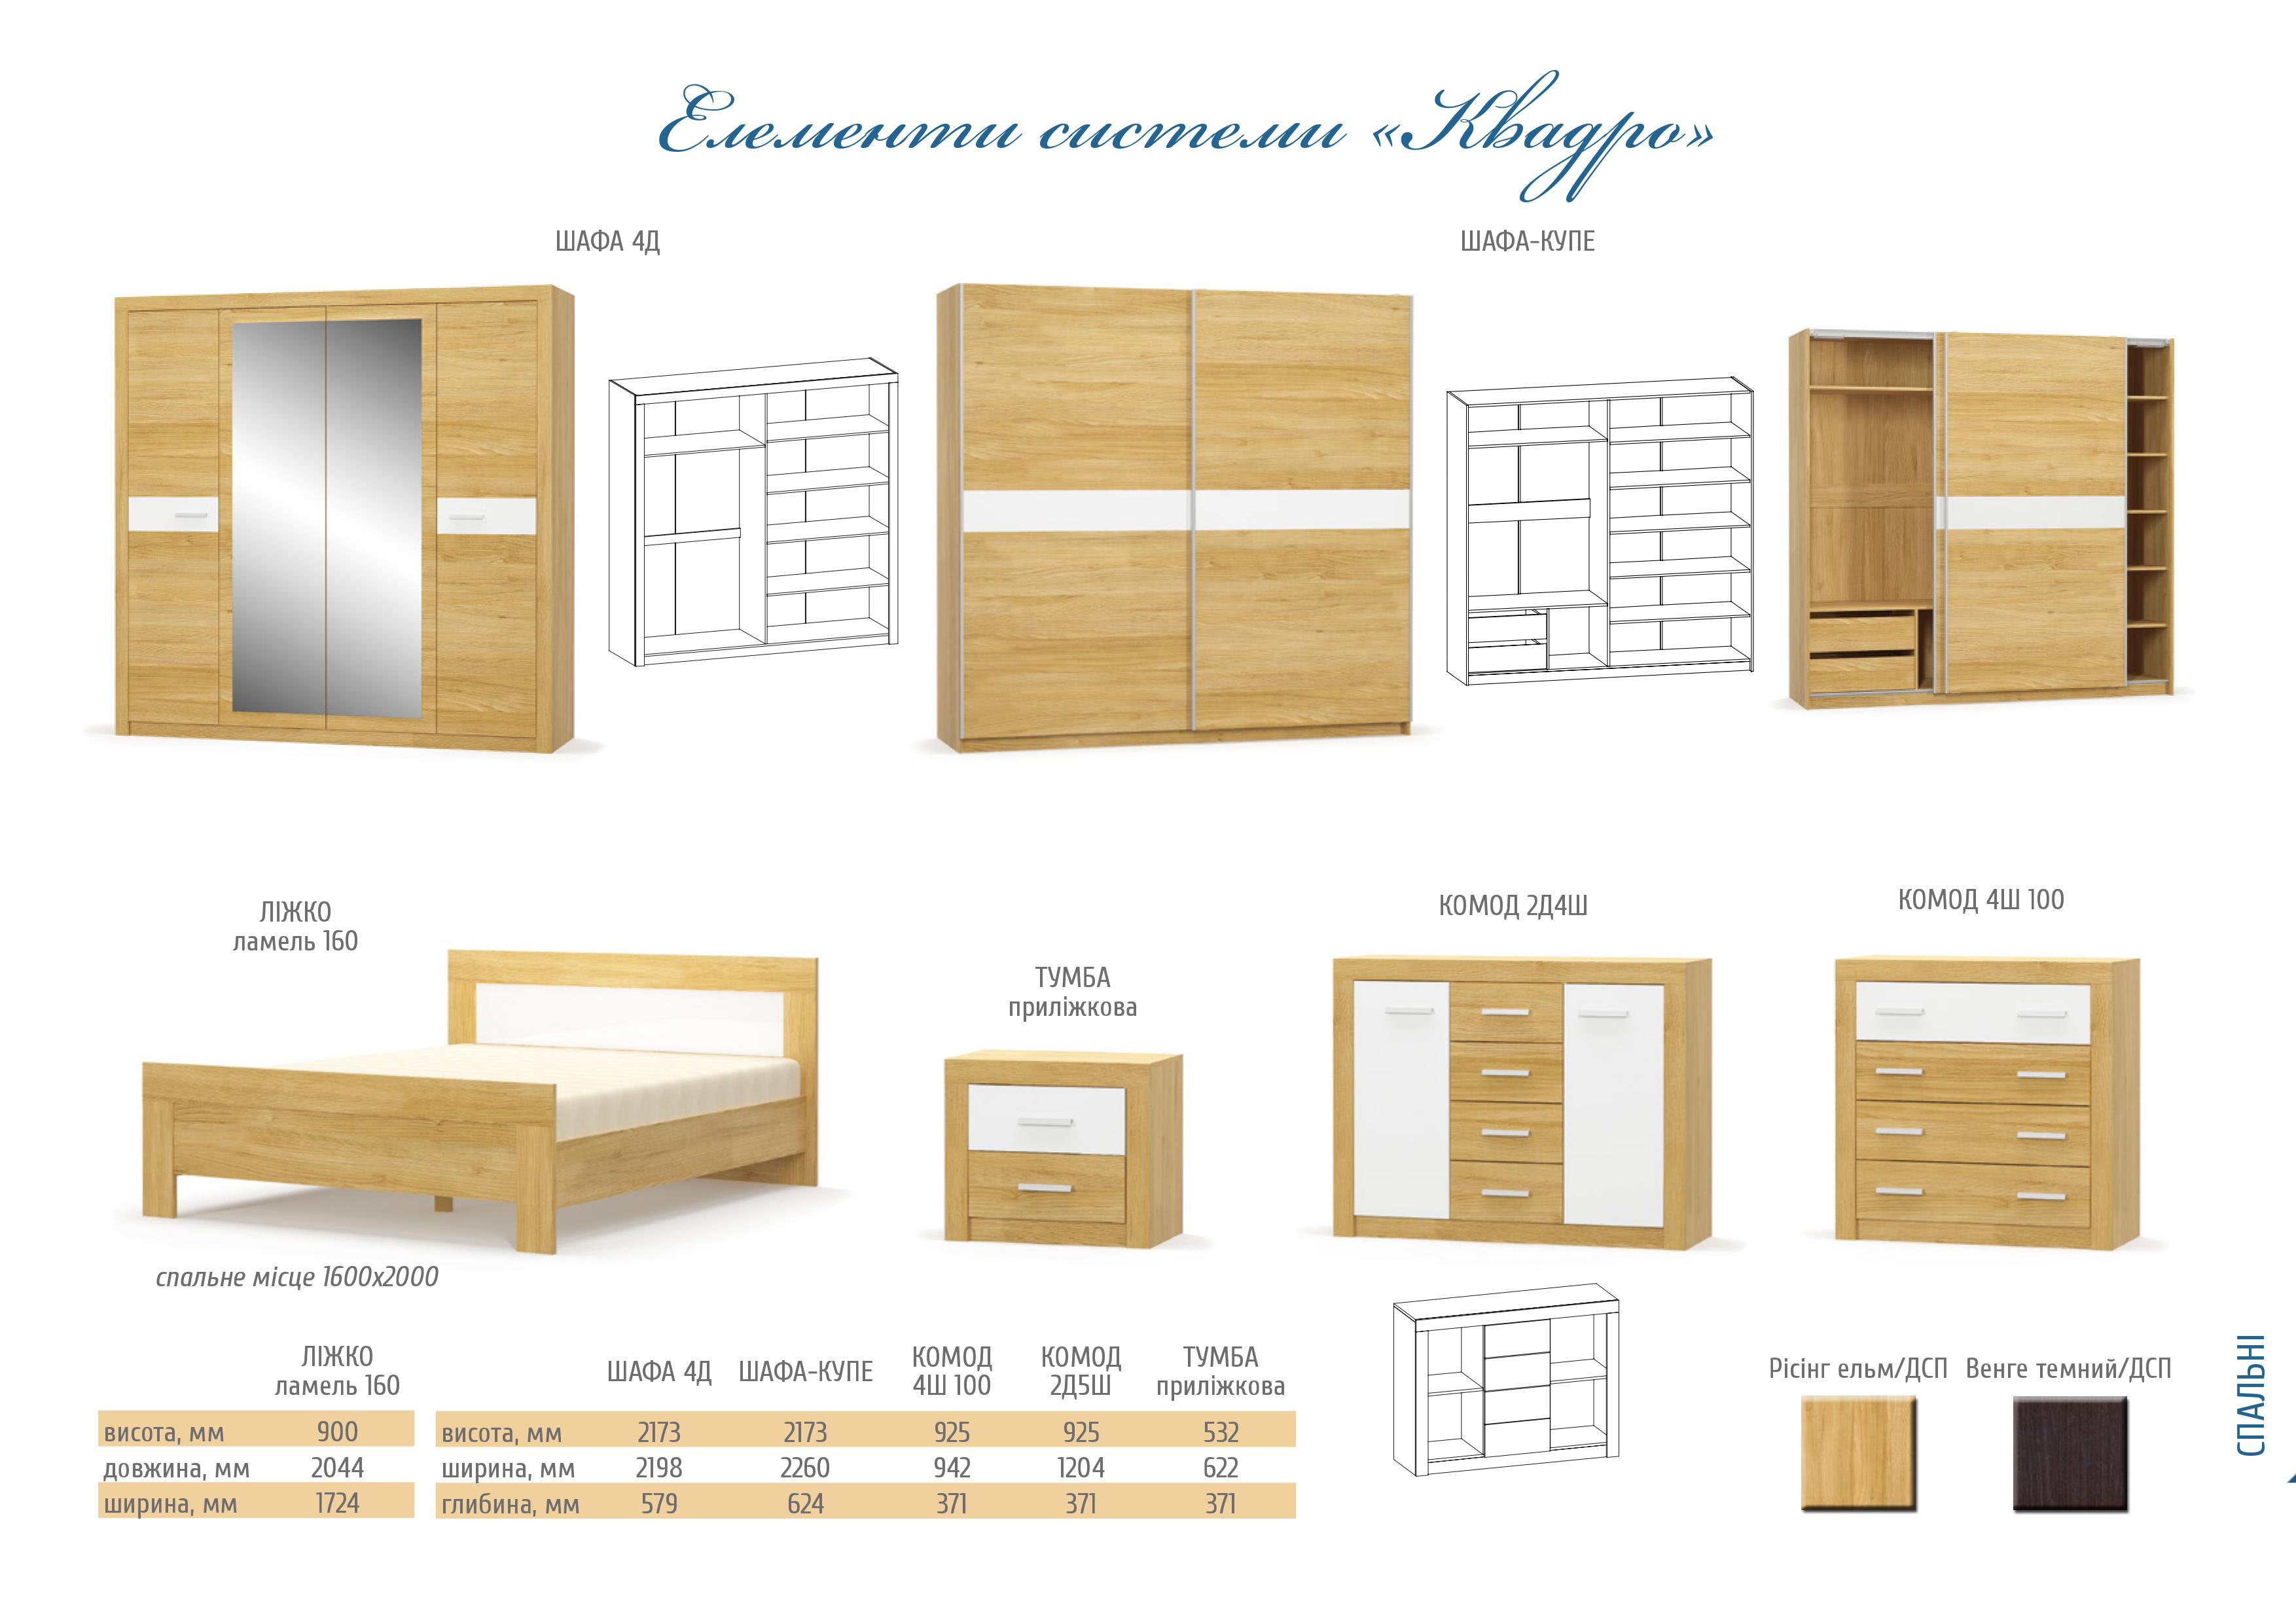 Елементи системи «Квадро»
ШАФА 4Д
ШАФА-КУПЕ
ЛІЖКО
ламель 160
ТУМБА
приліжкова
КОМОД 2Д4Ш
КОМОД 4Ш 100
спальне місце 1600х2000
ЛІЖКО
ламель 160
висота, мм 900
довжина, мм 2044
ширина, мм 1724
ШАФА 4Д ШАФА-КУПЕ КОМОД 4Ш 100 КОМОД 2Д5Ш ТУМБА приліжкова
висота, мм 2173 2173 925 925 532
ширина, мм 2198 2260 942 1204 622
глибина, мм 579 624 371 371 371
Рісінг ельм/ДСП Венге темний/ДСП
СПАЛЬНІ